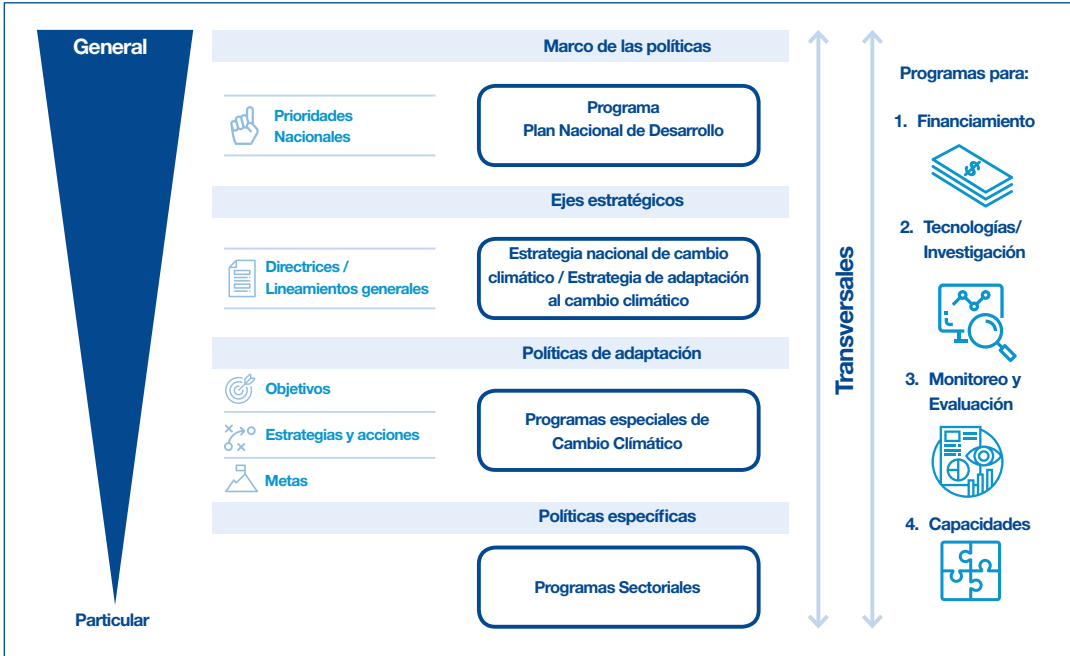 General
Marco de las políticas
Prioridades
Nacionales
Programa
Plan Nacional de Desarrollo
Ejes estratégicos
Directrices /
Lineamientos generales
Estrategia nacional de cambio
climático / Estrategia de adaptación
al cambio climático
Políticas de adaptación
Objetivos
Estrategias y acciones
Metas
Programas especiales de
Cambio Clímático
Políticas específicas
Programas Sectoriales
Particular
Transversales
Programas para:
1. Financiamiento
$
2. Tecnologías/
Investigación
3. Monitoreo y
Evaluación
4. Capacidades